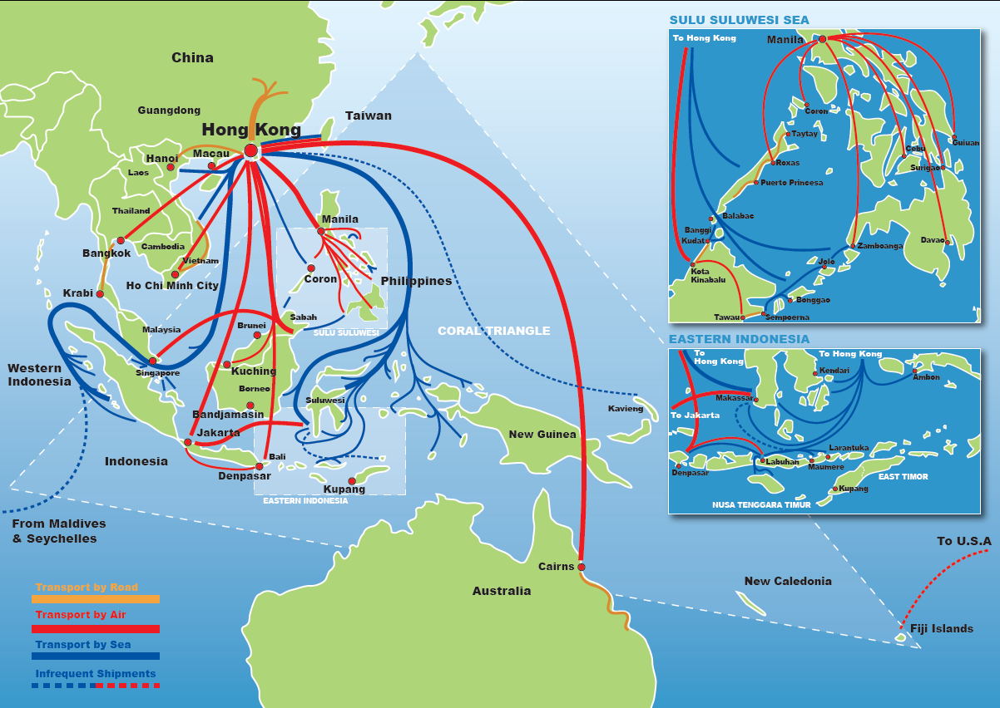 China
Guangdong
Hong Kong
Taiwan
Hanoi
Macau
Laos
Thailand
Bangkok
Cambodia
Vietnam
Ho Chi Minh City
Krabi
Manila
Coron
Philippines
Sabah
SULU SULUWESI
Malaysia
Brunei
CORAL TRIANGLE
Western
Indonesia
Singapore
Kuching
Borneo
Suluwesi
Bandjamasin
Kavieng
Jakarta
New Guinea
Indonesia
Bali
Denpasar
Kupang
EASTERN INDONESIA
From Maldives
& Seychelles
Cairns
Australia
New Caledonia
To U.S.A
Fiji Islands
Transport by Road
Transport by Air
Transport by Sea
Infrequent Shipments
SULU SULUWESI SEA
To Hong Kong
Manila
Coron
Taytay
Guiuan
Cebu
Roxas
Surigao
Puerto Princesa
Balabac
Banggi
Kudat
Zamboanga
Davao
Jolo
Kota
Kinabalu
Bonggao
Tawau
Sempoerna
EASTERN INDONESIA
To
Hong Kong
To Hong Kong
Kendari
Ambon
Makassar
To Jakarta
Larantuka
Labuhan
Maumere
Denpasar
EAST TIMOR
Kupang
NUSA TENGGARA TIMUR